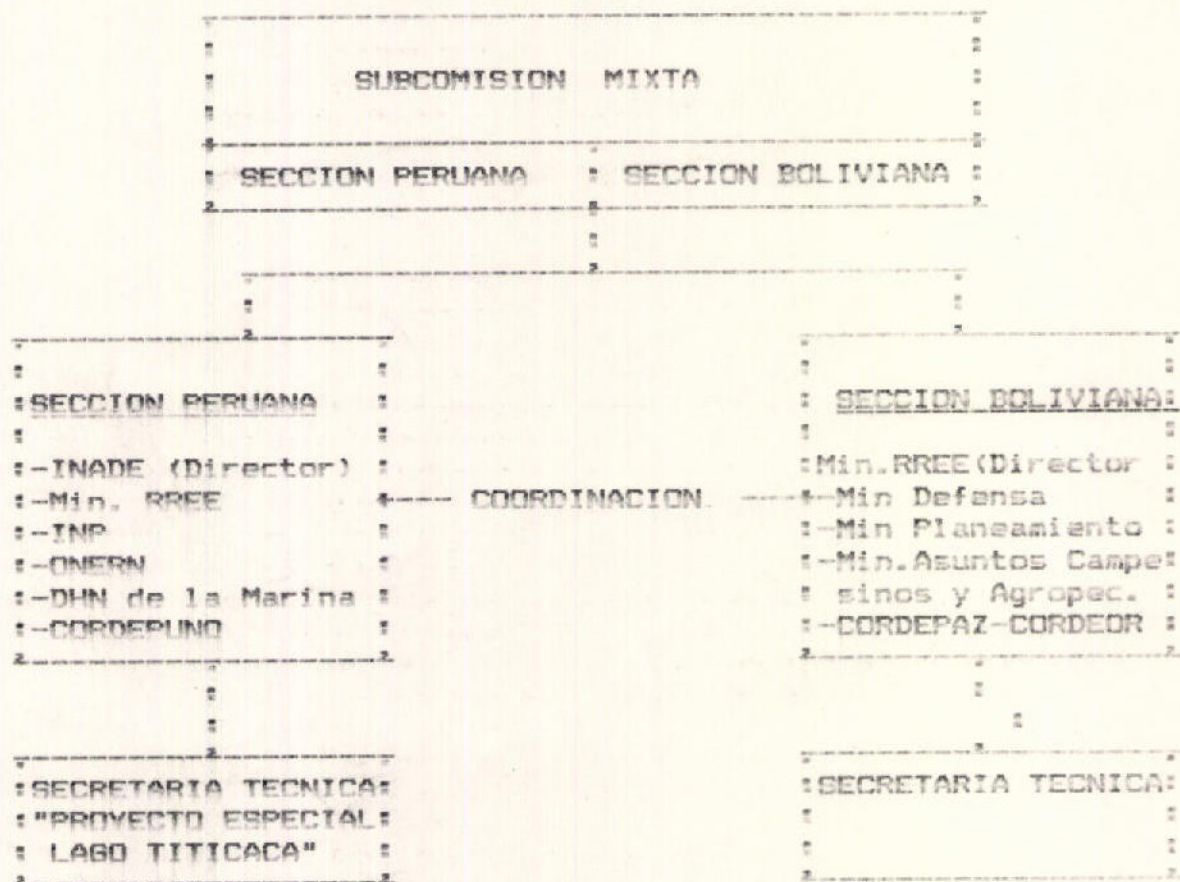 SUBCOMISION MIXTA
SECCION PERUANA
SECCION BOLIVIANA
SECCION PERUANA
-INADE (Director)
-Min. RREE
-INP
-ONERN
-DHN de la Marina
-CORDEPUNO
COORDINACION
SECCION BOLIVIANA
Min.RREE(Director
-Min Defensa
-Min Planeamiento
-Min.Asuntos Campe
sinos y Agropec.
-CORDEPAZ-CORDEOR
SECRETARIA TECNICA
"PROYECTO ESPECIAL
LAGO TITICACA"
SECRETARIA TECNICA